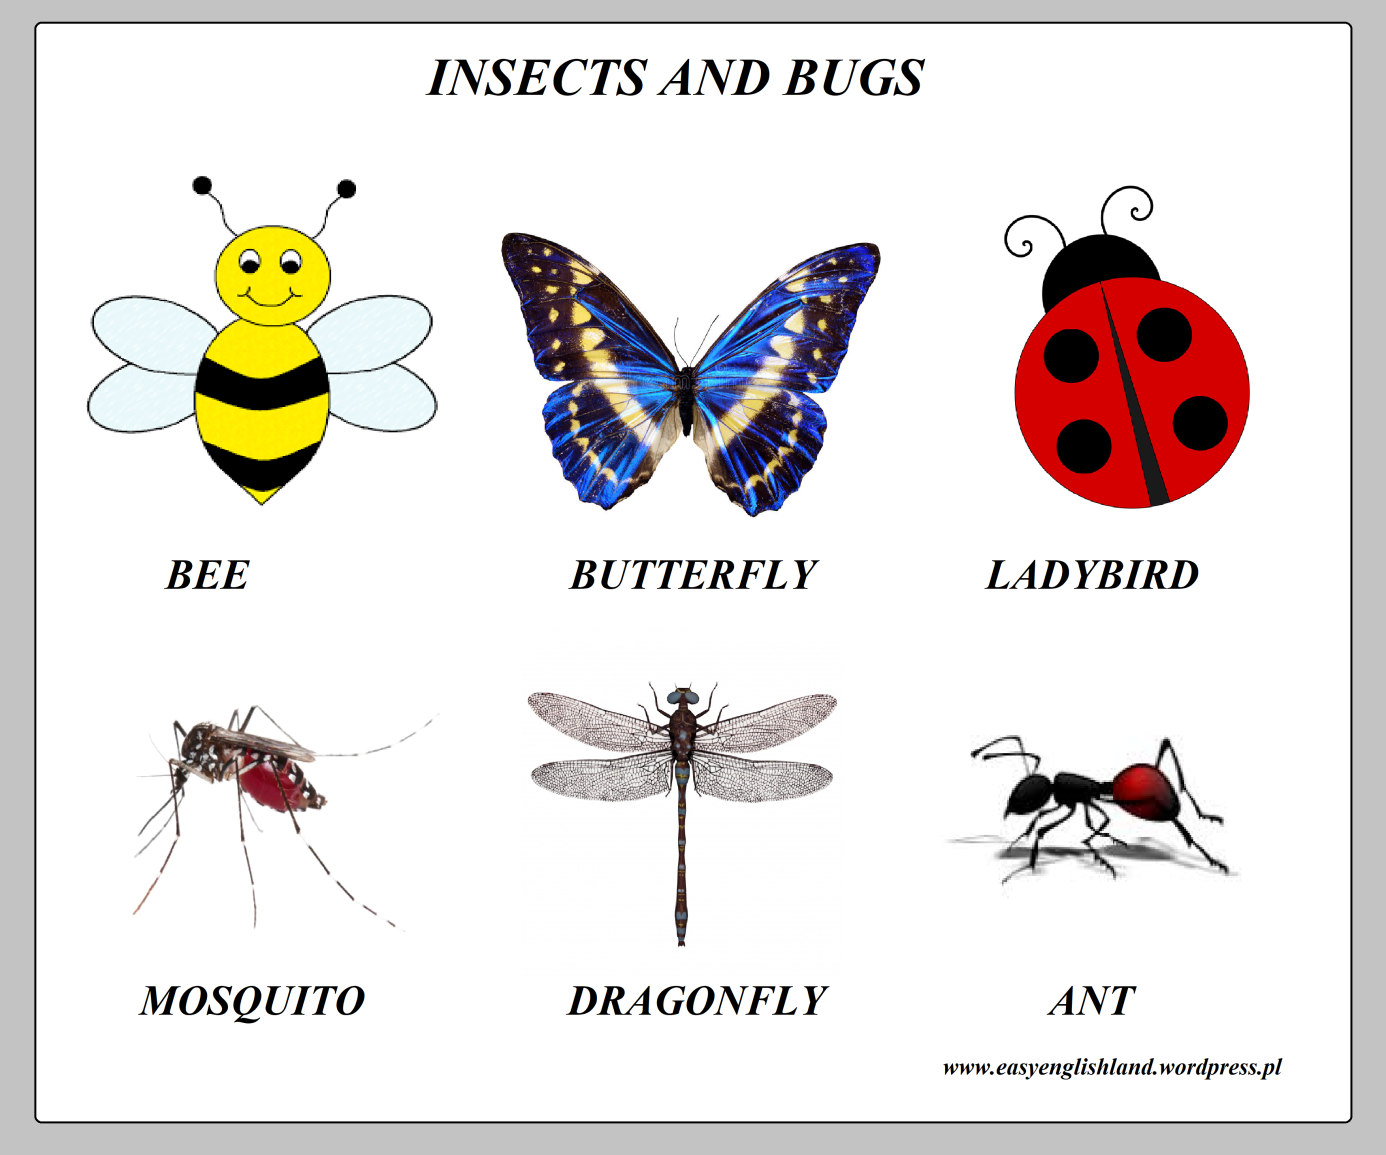 INSECTS AND BUGS
BEE
BUTTERFLY
LADYBIRD
MOSQUITO
DRAGONFLY
ANT
www.easyenglishland.wordpress.pl